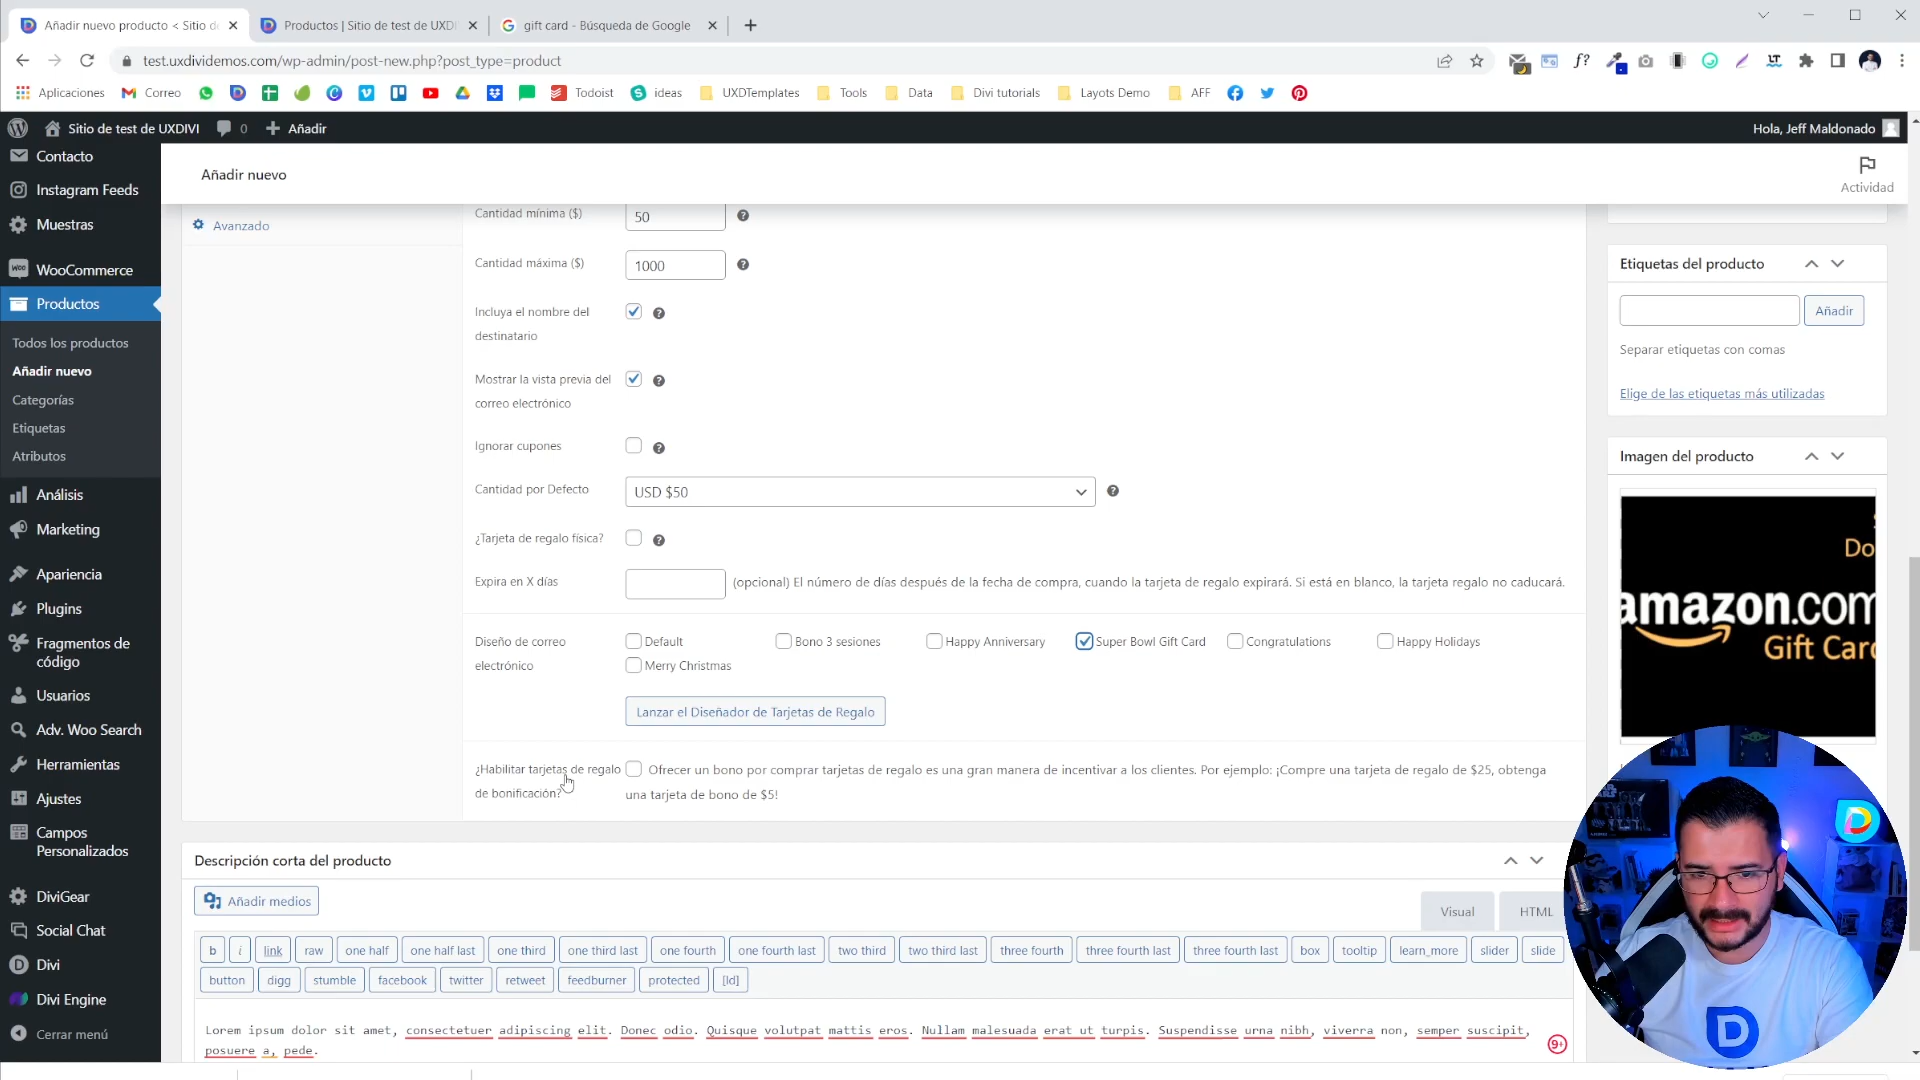 Añadir nuevo producto < Sitio de
Productos | Sitio de test de UXDI
gift card - Búsqueda de Google
test.uxdividemos.com/wp-admin/post-new.php?post_type=product
Aplicaciones
Correo
Todoist
ideas
UXDTemplates
Tools
Data
Divi tutorials
Layots Demo
AFF
Sitio de test de UXDIVI
0
Añadir
Hola, Jeff Maldonado
Contacto
Instagram Feeds
Muestras
WooCommerce
Productos
Todos los productos
Añadir nuevo
Categorías
Etiquetas
Atributos
Análisis
Marketing
Apariencia
Plugins
Fragmentos de
código
Usuarios
Adv. Woo Search
Herramientas
Ajustes
Campos
Personalizados
DiviGear
Social Chat
Divi
Divi Engine
Cerrar menú
Añadir nuevo
Actividad
Avanzado
Cantidad mínima ($)
50
Cantidad máxima ($)
1000
Incluya el nombre del
destinatario
Mostrar la vista previa del
correo electrónico
Ignorar cupones
Cantidad por Defecto
USD $50
¿Tarjeta de regalo física?
Expira en X días
(opcional) El número de días después de la fecha de compra, cuando la tarjeta de regalo expirará. Si está en blanco, la tarjeta regalo no caducará.
Diseño de correo
electrónico
Default
Bono 3 sesiones
Happy Anniversary
Super Bowl Gift Card
Congratulations
Happy Holidays
Merry Christmas
Lanzar el Diseñador de Tarjetas de Regalo
¿Habilitar tarjetas de regalo
de bonificación?
Ofrecer un bono por comprar tarjetas de regalo es una gran manera de incentivar a los clientes. Por ejemplo: ¡Compre una tarjeta de regalo de $25, obtenga
una tarjeta de bono de $5!
Descripción corta del producto
Añadir medios
Visual
HTML
b
i
link
raw
one half
one half last
one third
one third last
one fourth
one fourth last
two third
two third last
three fourth
three fourth last
three fourth last
box
tooltip
learn_more
slider
slide
button
digg
stumble
facebook
twitter
retweet
feedburner
protected
[ld]
Lorem ipsum dolor sit amet, consectetuer adipiscing elit. Donec odio. Quisque volutpat mattis eros. Nullam malesuada erat ut turpis. Suspendisse urna nibh, viverra non, semper suscipit,
posuere a, pede.
9+
Etiquetas del producto
Añadir
Separar etiquetas con comas
Elige de las etiquetas más utilizadas
Imagen del producto
Do
amazon.com
Gift Card